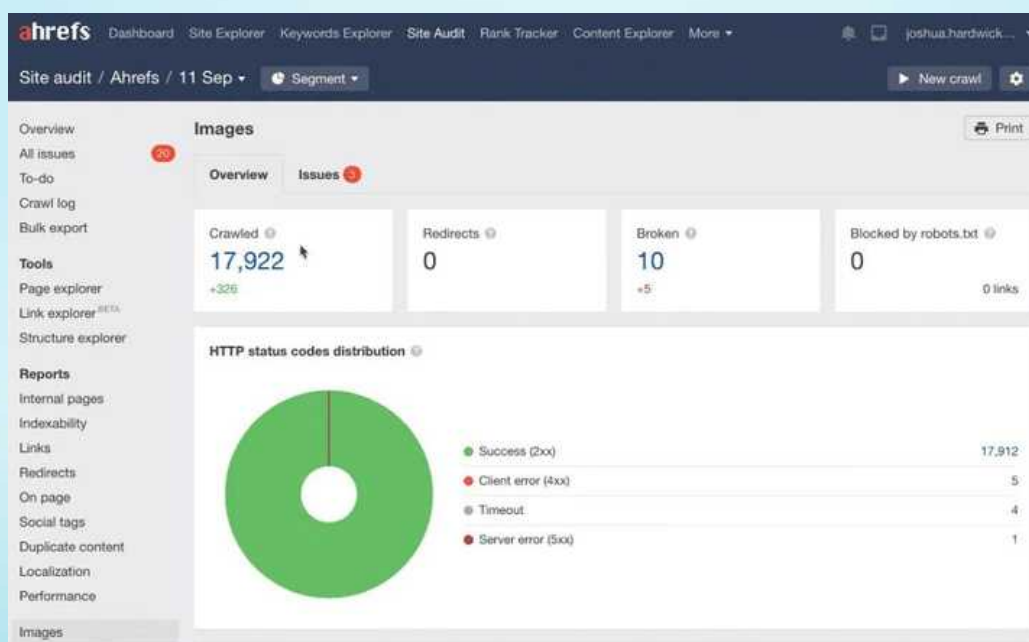 ahrefs Dashboard Site Explorer Keywords Explorer Site Audit Rank Tracker Content Explorer More joshua.hardwick...
Site audit / Ahrefs / 11 Sep Segment New crawl
Overview
All issues 20
To-do
Crawl log
Bulk export
Tools
Page explorer
Link explorer BETA
Structure explorer
Reports
Internal pages
Indexability
Links
Redirects
On page
Social tags
Duplicate content
Localization
Performance
Images
Images Print
Overview Issues 3
Crawled
17,922
+326
Redirects
0
Broken
10
+5
Blocked by robots.txt
0
0 links
HTTP status codes distribution
Success (2xx) 17,912
Client error (4xx) 5
Timeout 4
Server error (5xx) 1